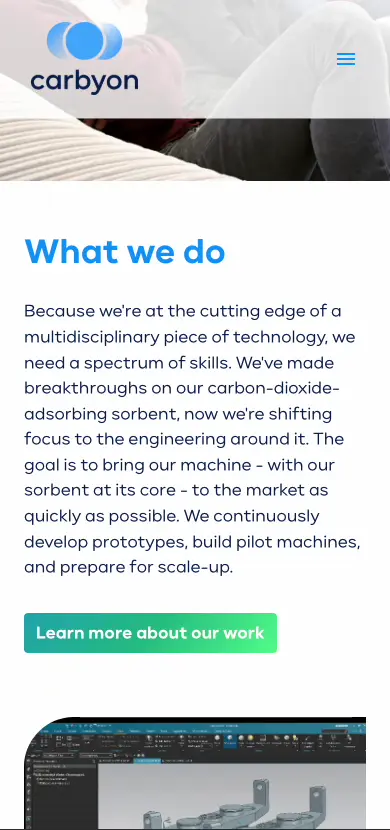 carbyon
What we do
Because we're at the cutting edge of a
multidisciplinary piece of technology, we
need a spectrum of skills. We've made
breakthroughs on our carbon-dioxide-
adsorbing sorbent, now we're shifting
focus to the engineering around it. The
goal is to bring our machine - with our
sorbent at its core - to the market as
quickly as possible. We continuously
develop prototypes, build pilot machines,
and prepare for scale-up.
Learn more about our work